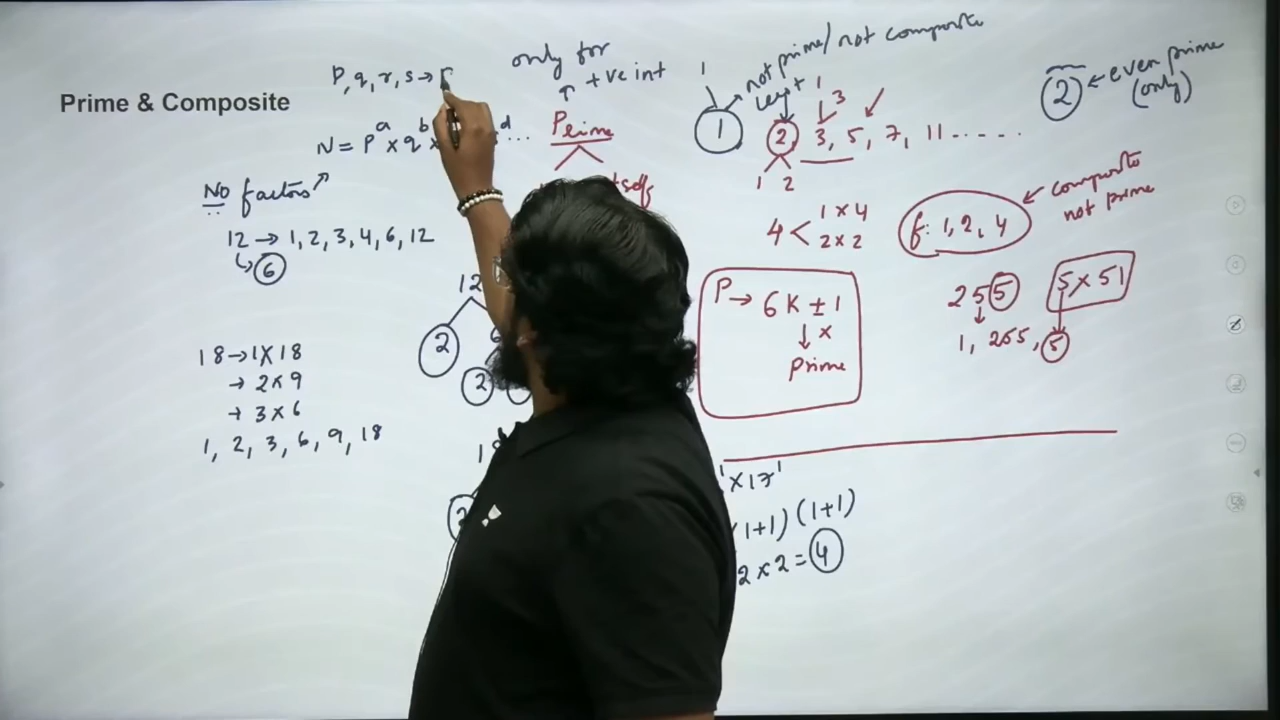 Prime & Composite
P, q, r, s →
N = P^a × q^b × ^d ...
No factors
12 → 1, 2, 3, 4, 6, 12
6
18 → 1 × 18
→ 2 × 9
→ 3 × 6
1, 2, 3, 6, 9, 18
only for
+ve int
Prime
12
2
2
2
1
not prime/not composite
1
least
2, 3, 5, 7, 11 .....
1
3
1 2
2 ← even prime
(only)
4 < 1 × 4
2 × 2
f: 1, 2, 4
composite
not prime
P → 6K ± 1
↓ ×
Prime
255
5 × 51
1, 255, 5
× 17^1
(1+1) (1+1)
2 × 2 = 4